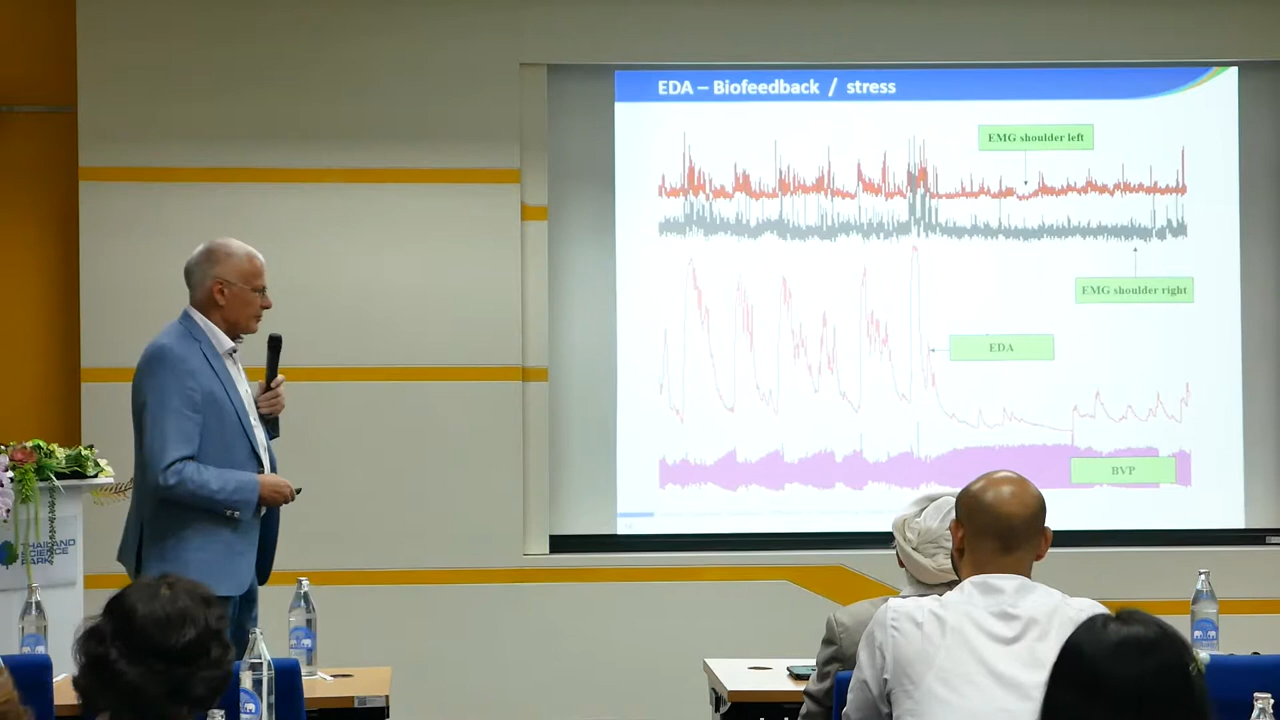 EDA – Biofeedback / stress
EMG shoulder left
EMG shoulder right
EDA
BVP
THAILAND
SCIENCE
PARK